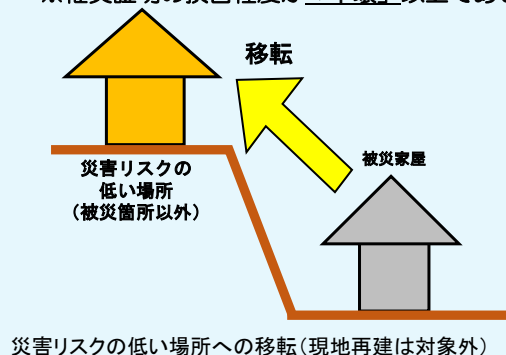 移転
被災家屋
災害リスクの
低い場所
（被災箇所以外）
災害リスクの低い場所への移転（現地再建は対象外）